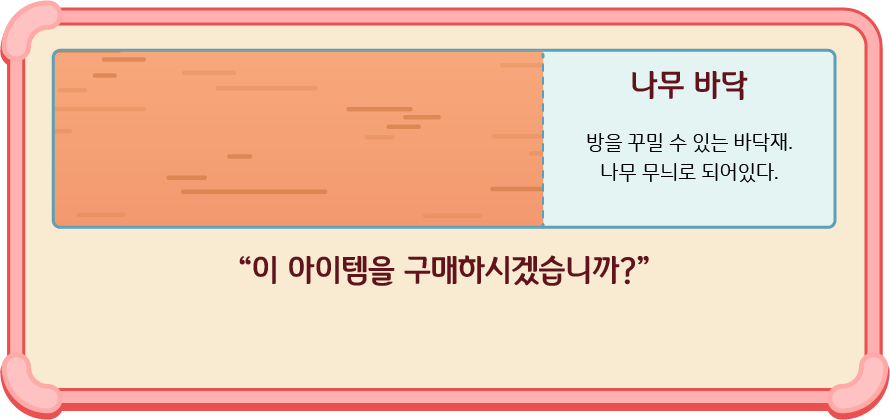 나무 바닥
방을 꾸밀 수 있는 바닥재.
나무 무늬로 되어있다.
“이 아이템을 구매하시겠습니까?”